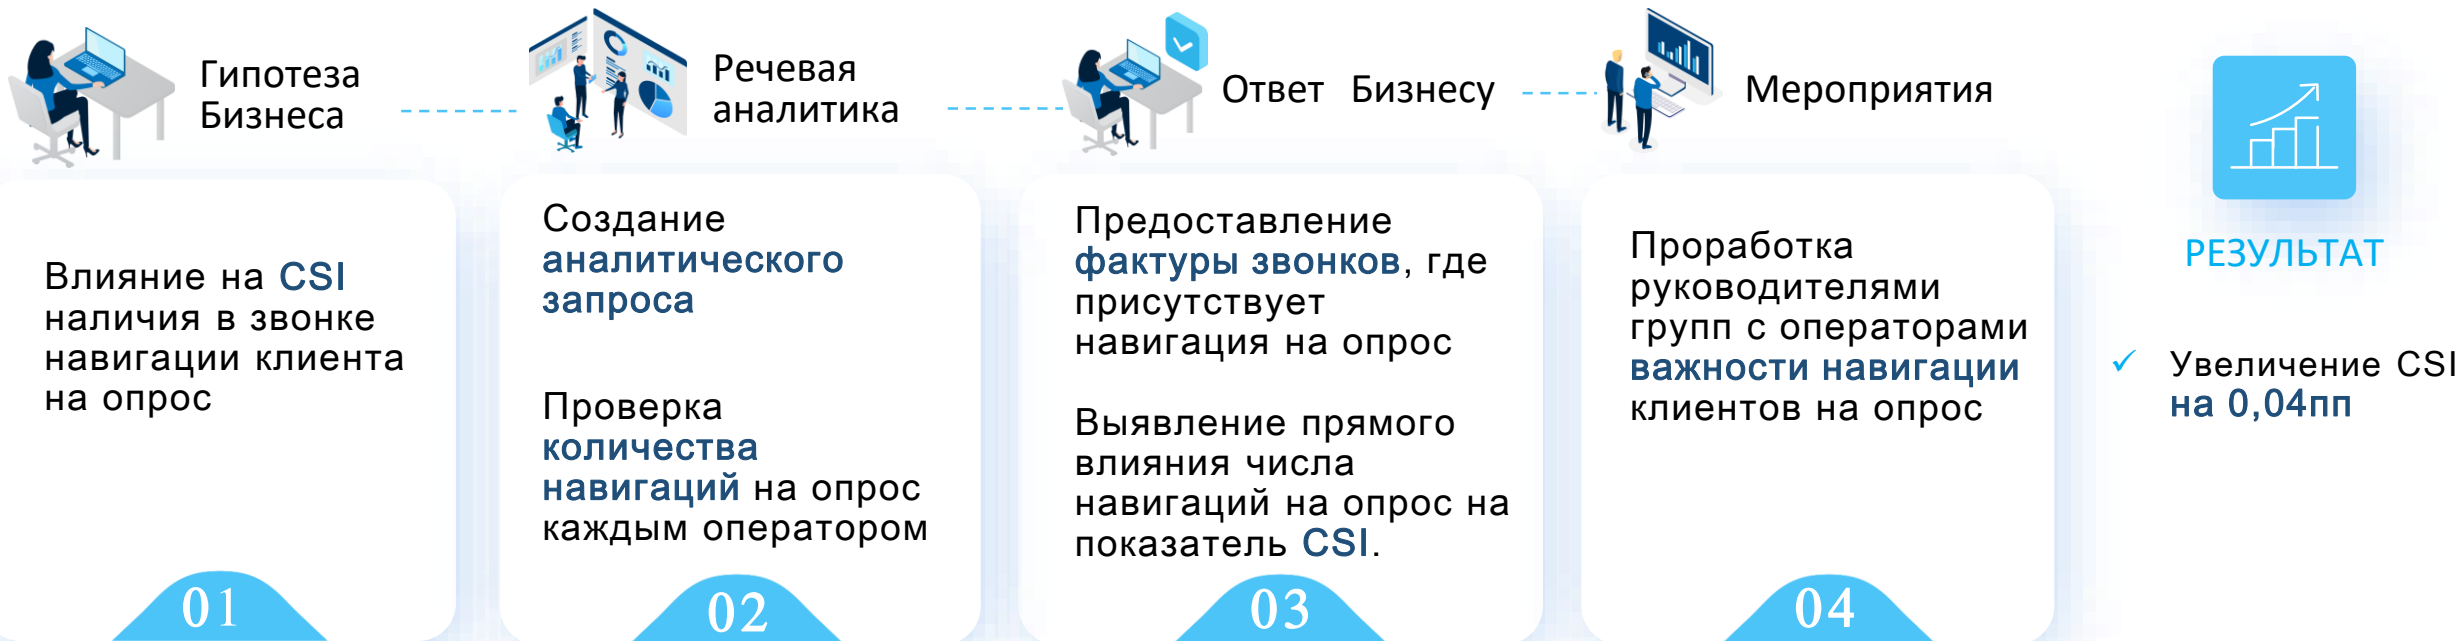 Гипотеза
Бизнеса
Речевая
аналитика
Ответ Бизнесу
Мероприятия
Влияние на CSI
наличия в звонке
навигации клиента
на опрос
01
Создание
аналитического
запроса
Проверка
количества
навигаций на опрос
каждым оператором
02
Предоставление
фактуры звонков, где
присутствует
навигация на опрос
Выявление прямого
влияния числа
навигаций на опрос на
показатель CSI.
03
Проработка
руководителями
групп с операторами
важности навигации
клиентов на опрос
04
РЕЗУЛЬТАТ
✓ Увеличение CSI
на 0,04пп